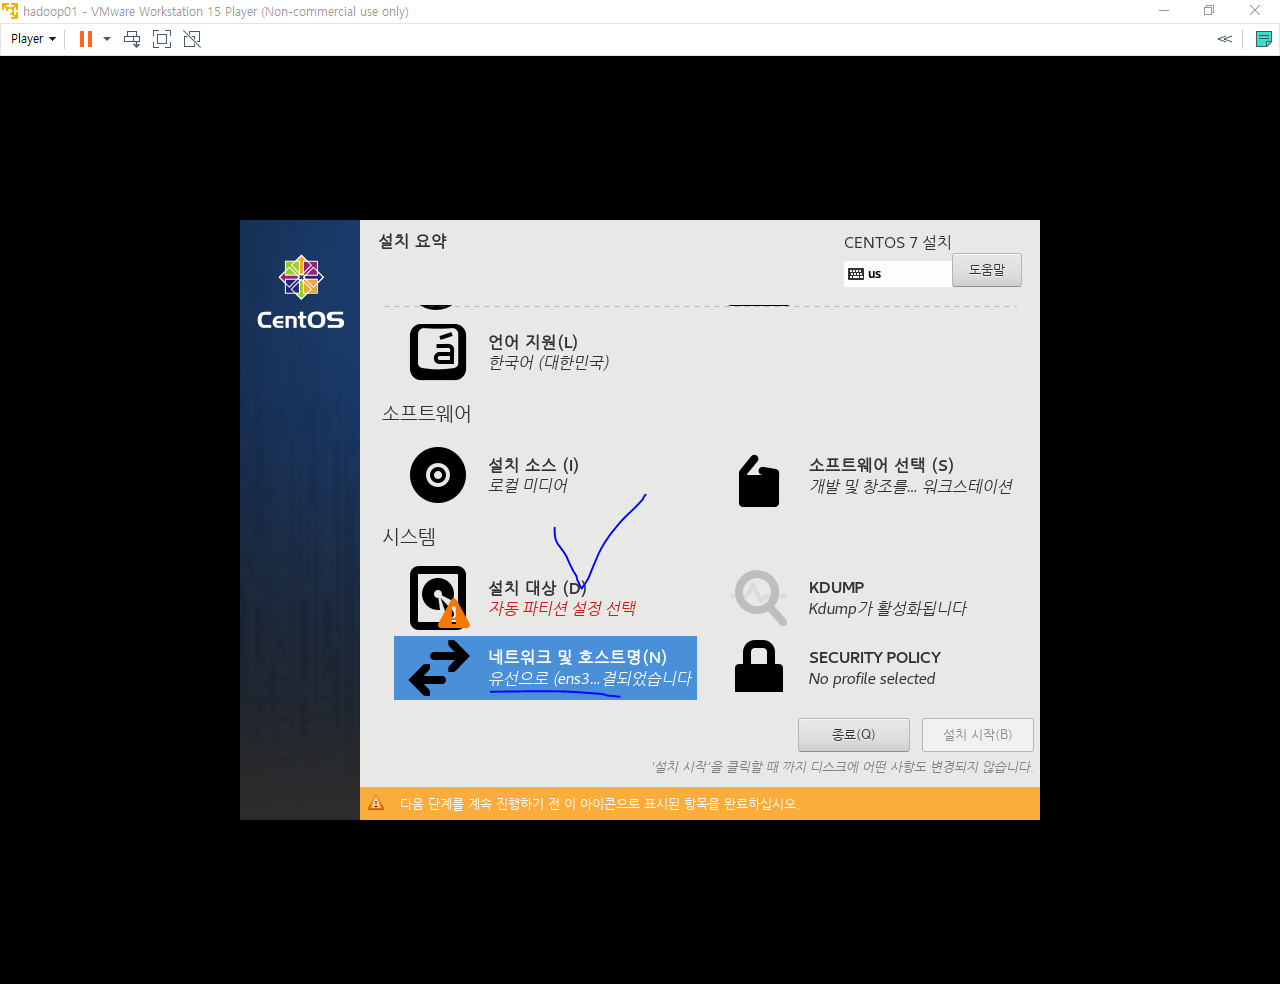 hadoop01 - VMware Workstation 15 Player (Non-commercial use only)
Player
CentOS
설치 요약
CENTOS 7 설치
us
도움말
언어 지원(L)
한국어 (대한민국)
소프트웨어
설치 소스 (I)
로컬 미디어
소프트웨어 선택 (S)
개발 및 창조를... 워크스테이션
시스템
설치 대상 (D)
자동 파티션 설정 선택
KDUMP
Kdump가 활성화됩니다
네트워크 및 호스트명(N)
유선으로 (ens3...결되었습니다
SECURITY POLICY
No profile selected
종료(Q)
설치 시작(B)
'설치 시작'을 클릭할 때 까지 디스크에 어떤 사항도 변경되지 않습니다.
다음 단계를 계속 진행하기 전 이 아이콘으로 표시된 항목을 완료하십시오.